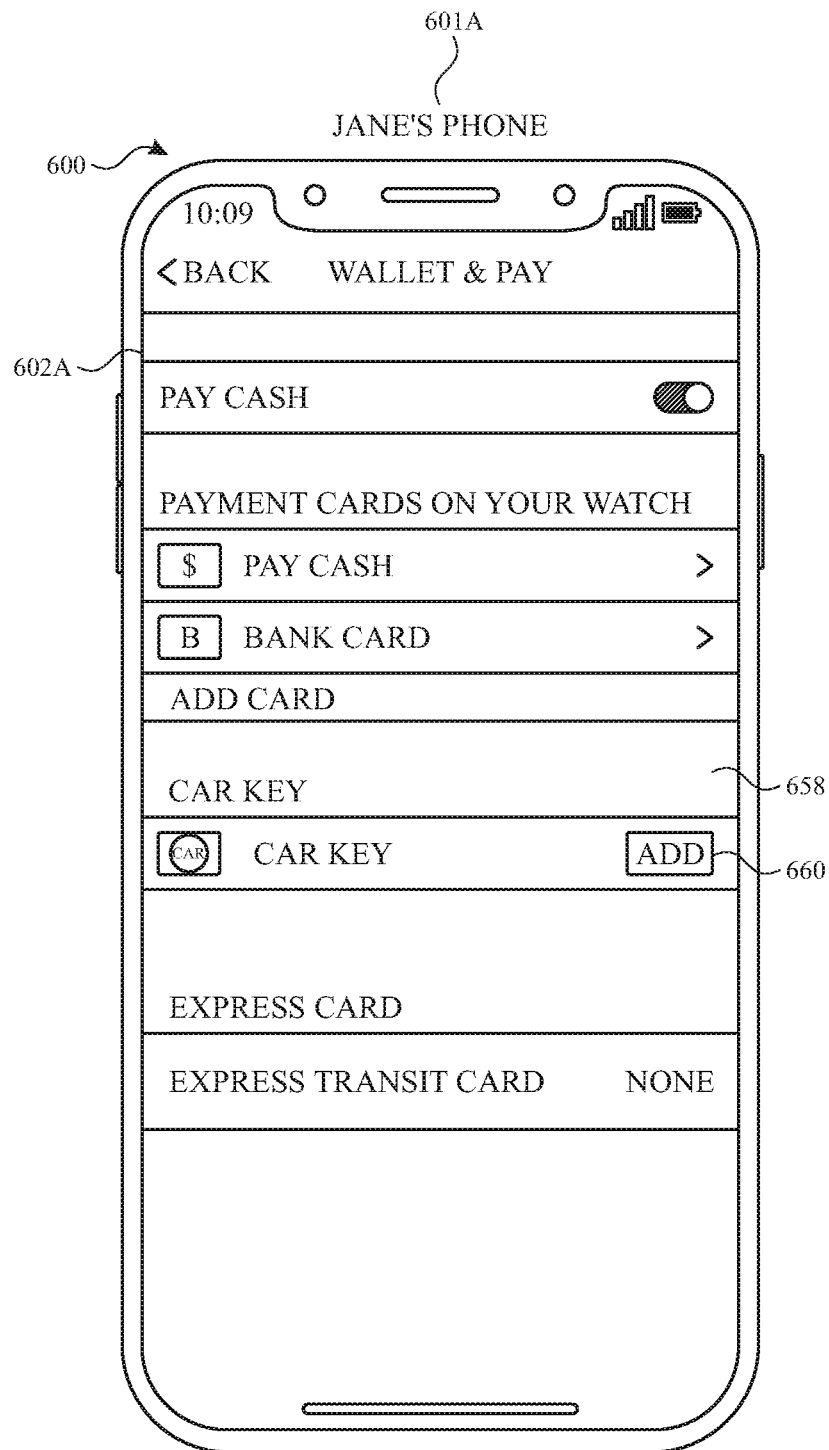 601A
JANE'S PHONE
600
10:09
<BACK WALLET & PAY
602A
PAY CASH
PAYMENT CARDS ON YOUR WATCH
$ PAY CASH >
B BANK CARD >
ADD CARD
658
CAR KEY
CAR CAR KEY ADD
660
EXPRESS CARD
EXPRESS TRANSIT CARD NONE